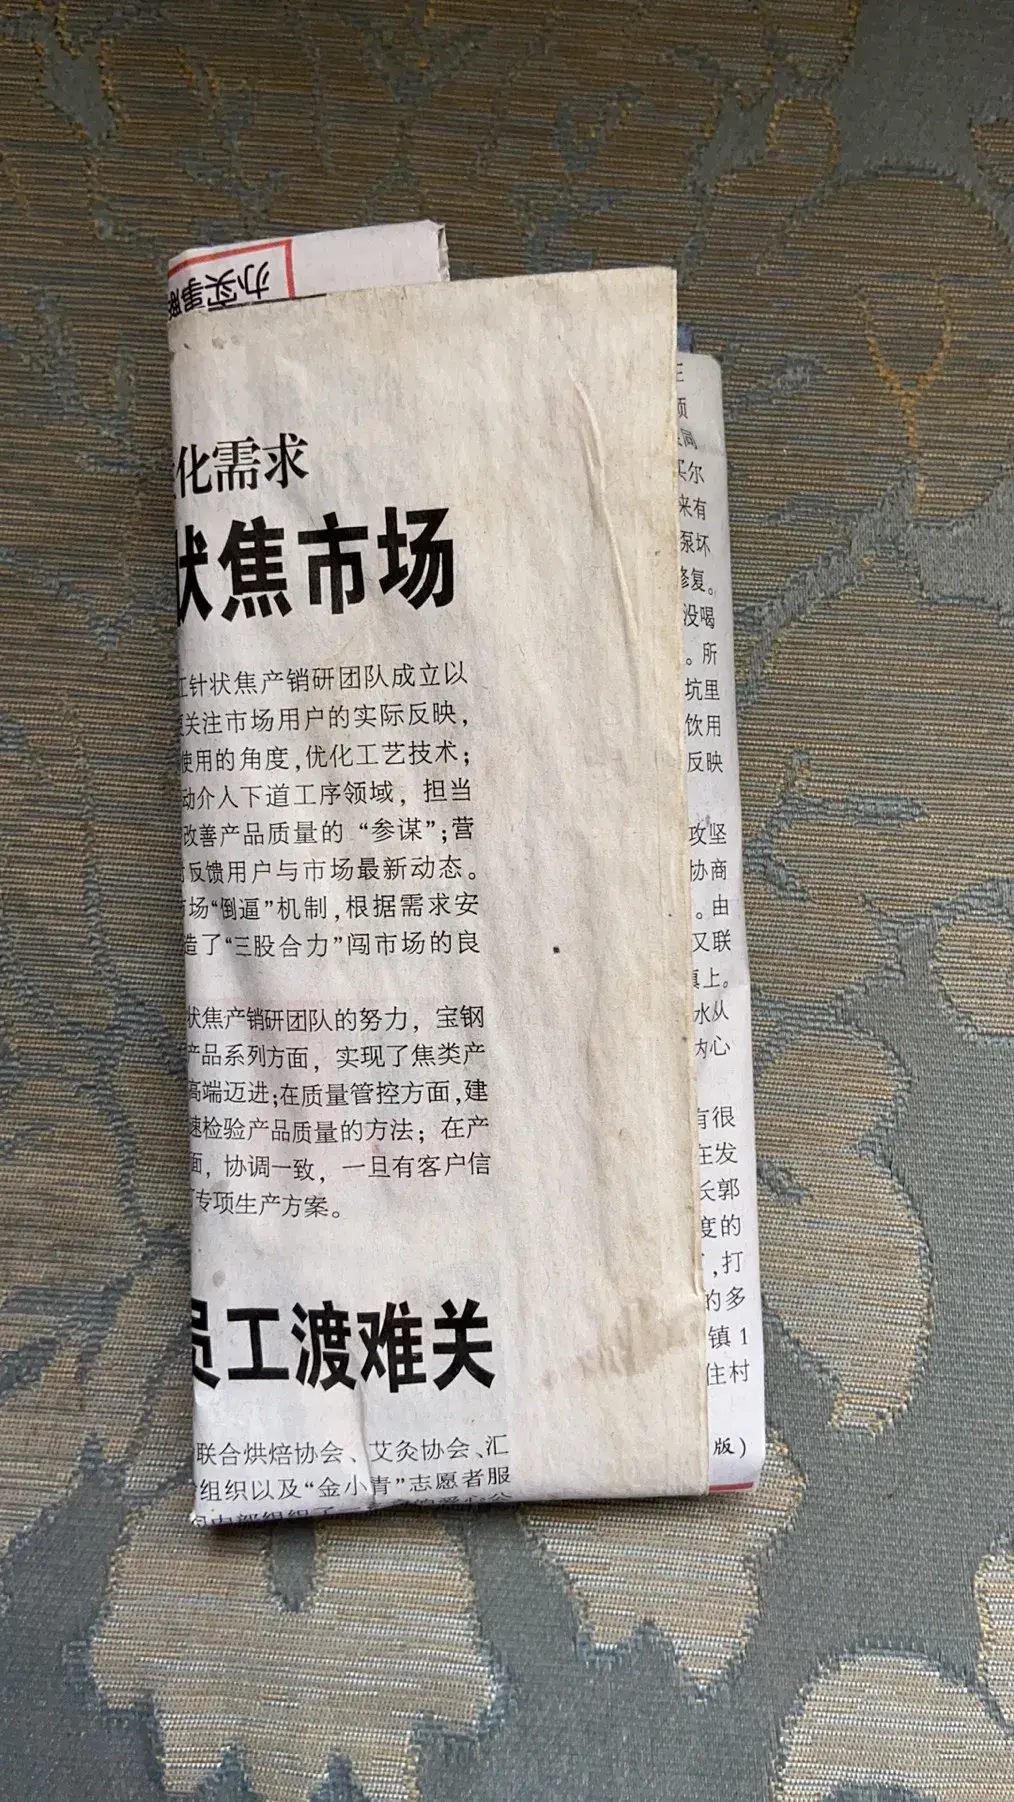 办实事
化需求
状焦市场
工针状焦产销研团队成立以
关注市场用户的实际反映，
使用的角度,优化工艺技术；
动介人下道工序领域，担当
改善产品质量的“参谋”;营
反馈用户与市场最新动态。
场“倒逼”机制,根据需求安
造了“三股合力”闯市场的良
状焦产销研团队的努力，宝钢
产品系列方面，实现了焦类产
高端迈进;在质量管控方面,建
速检验产品质量的方法；在产
面，协调一致，一旦有客户信
专项生产方案。
员工渡难关
联合烘焙协会、艾灸协会、汇
组织以及“金小青”志愿者服
同
尔
来有
泵坏
修复。
没喝
。所
坑里
饮用
反映
攻坚
协商
。由
又联
上。
水从
内心
有很
在发
长郭
度的
,打
的多
镇1
住村
版)